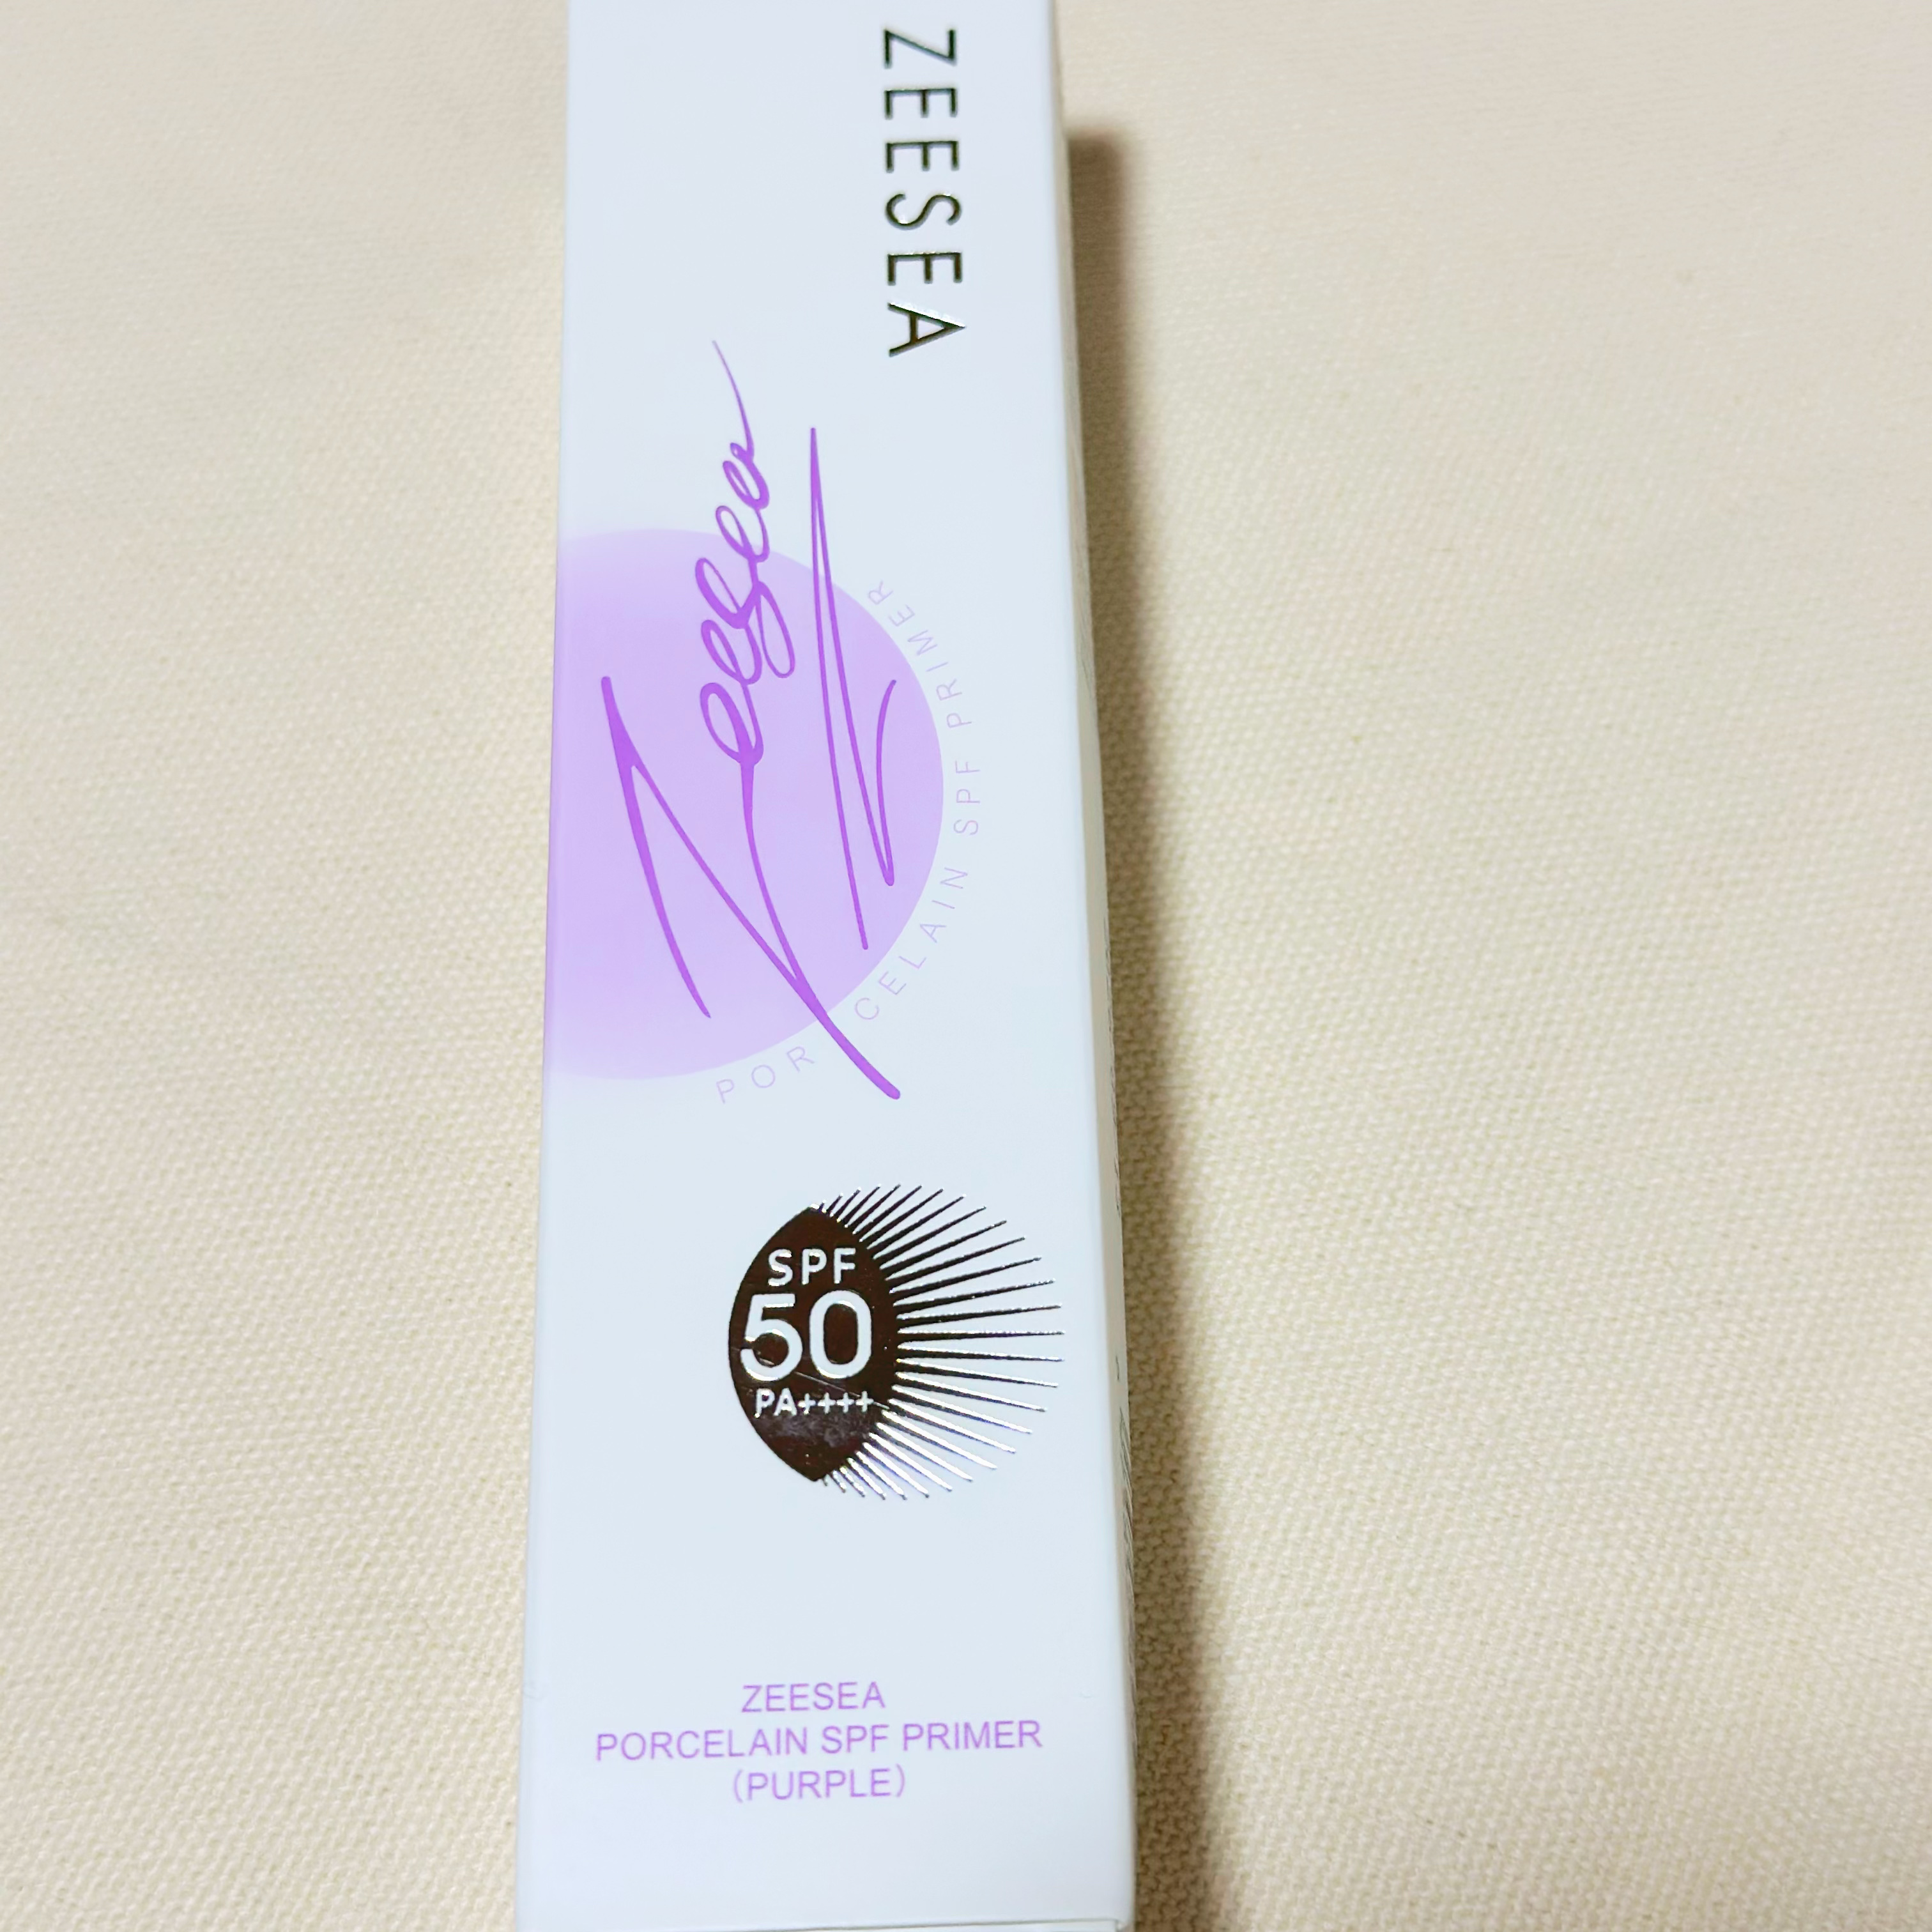 ZEESEA
Zeesea
PORCELAIN SPF PRIMER
SPF
50
PA++++
ZEESEA
PORCELAIN SPF PRIMER
(PURPLE)